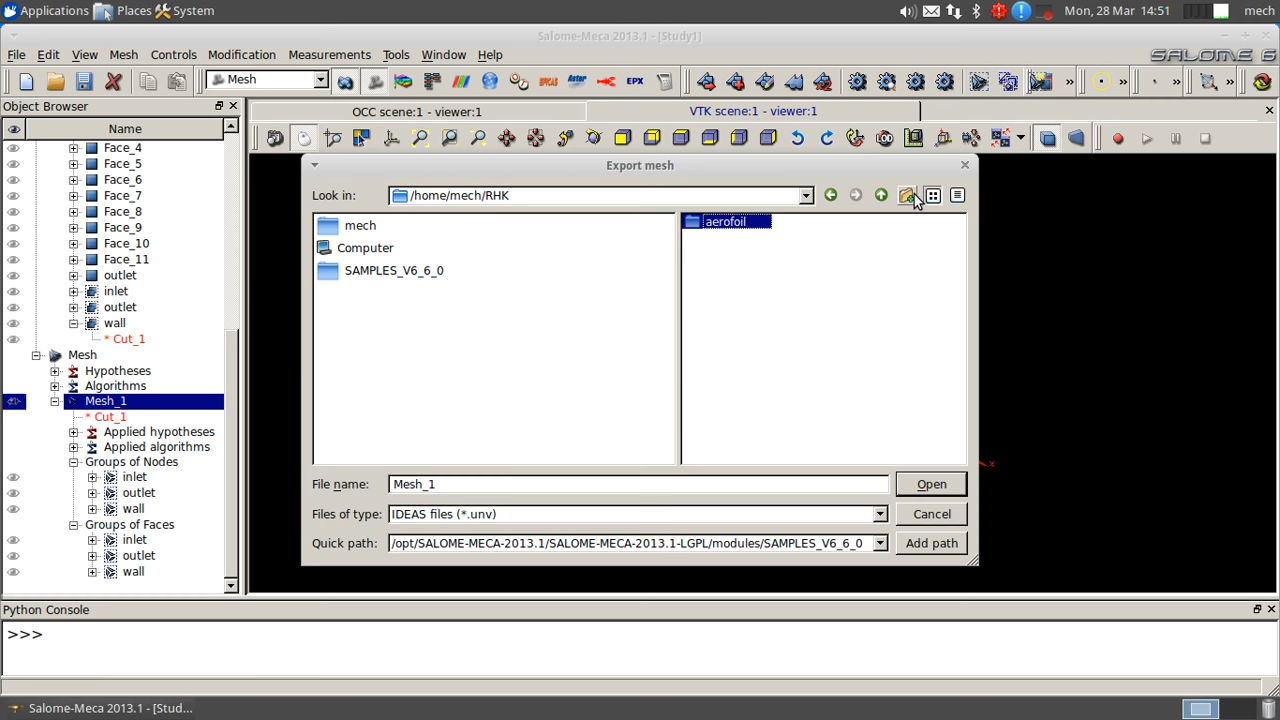 Applications Places System Mon, 28 Mar 14:51 mech
Salome-Meca 2013.1 - [Study1]
File Edit View Mesh Controls Modification Measurements Tools Window Help
SALOME 6
Mesh EPX » » » »
Object Browser
OCC scene:1 - viewer:1
VTK scene:1 - viewer:1
Name
Face_4
Face_5
Face_6
Face_7
Face_8
Face_9
Face_10
Face_11
outlet
inlet
outlet
wall
* Cut_1
Mesh
Hypotheses
Algorithms
Mesh_1
* Cut_1
Applied hypotheses
Applied algorithms
Groups of Nodes
inlet
outlet
wall
Groups of Faces
inlet
outlet
wall
Export mesh
Look in: /home/mech/RHK
mech
Computer
SAMPLES_V6_6_0
aerofoil
x
File name: Mesh_1 Open
Files of type: IDEAS files (*.unv) Cancel
Quick path: /opt/SALOME-MECA-2013.1/SALOME-MECA-2013.1-LGPL/modules/SAMPLES_V6_6_0 Add path
Python Console
>>>
Salome-Meca 2013.1 - [Stud...